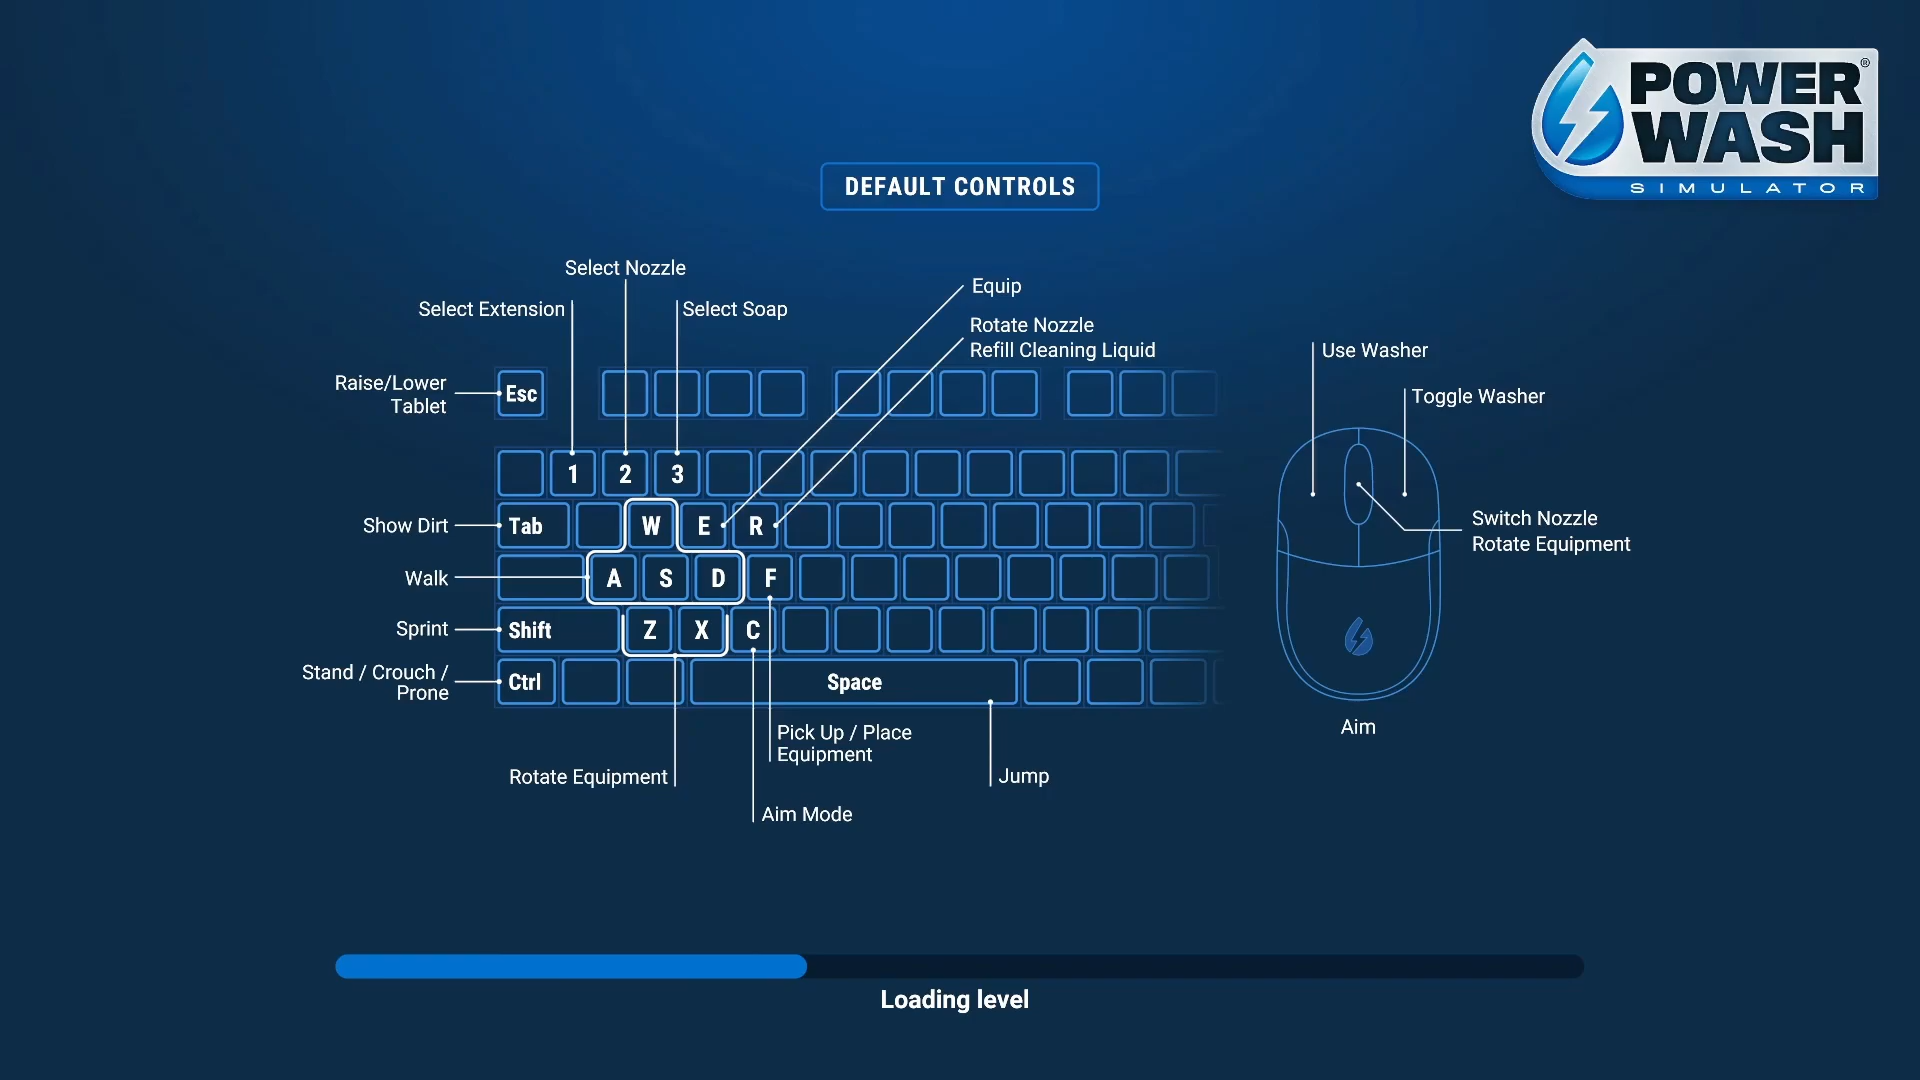 POWER®
WASH
SIMULATOR
DEFAULT CONTROLS
Select Nozzle
Select Extension
Select Soap
Equip
Rotate Nozzle
Refill Cleaning Liquid
Use Washer
Toggle Washer
Raise/Lower
Tablet
Esc
1 2 3
Show Dirt
Tab W E R
Switch Nozzle
Rotate Equipment
Walk
A S D F
Sprint
Shift Z X C
Stand / Crouch /
Prone
Ctrl Space
Aim
Pick Up / Place
Equipment
Rotate Equipment
Jump
Aim Mode
Loading level